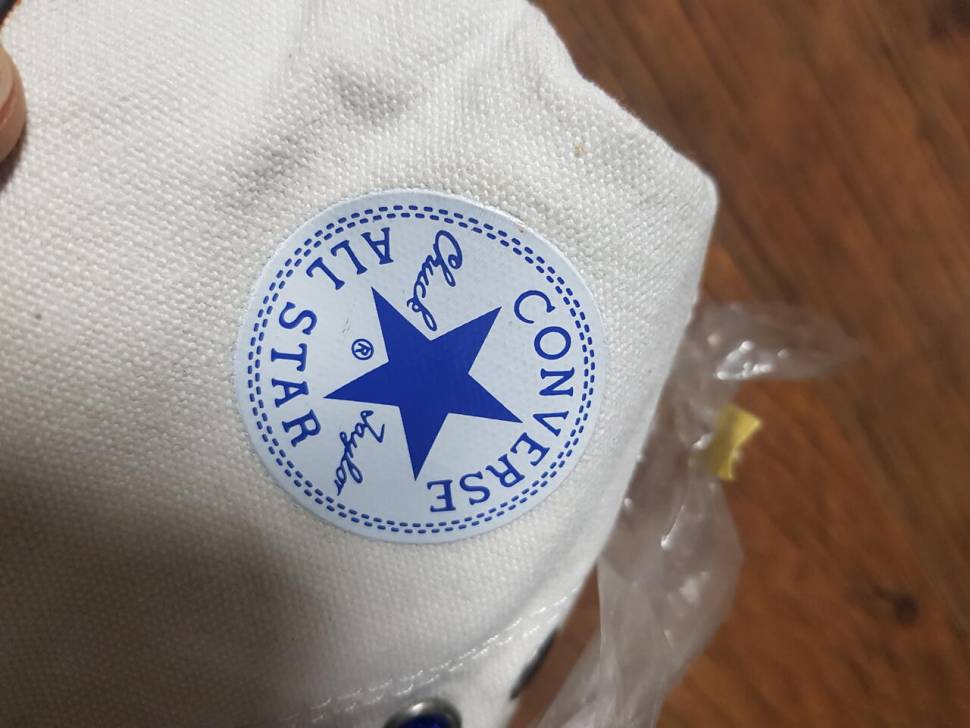 CONVERSE
Chuck
Taylor
®
ALL STAR